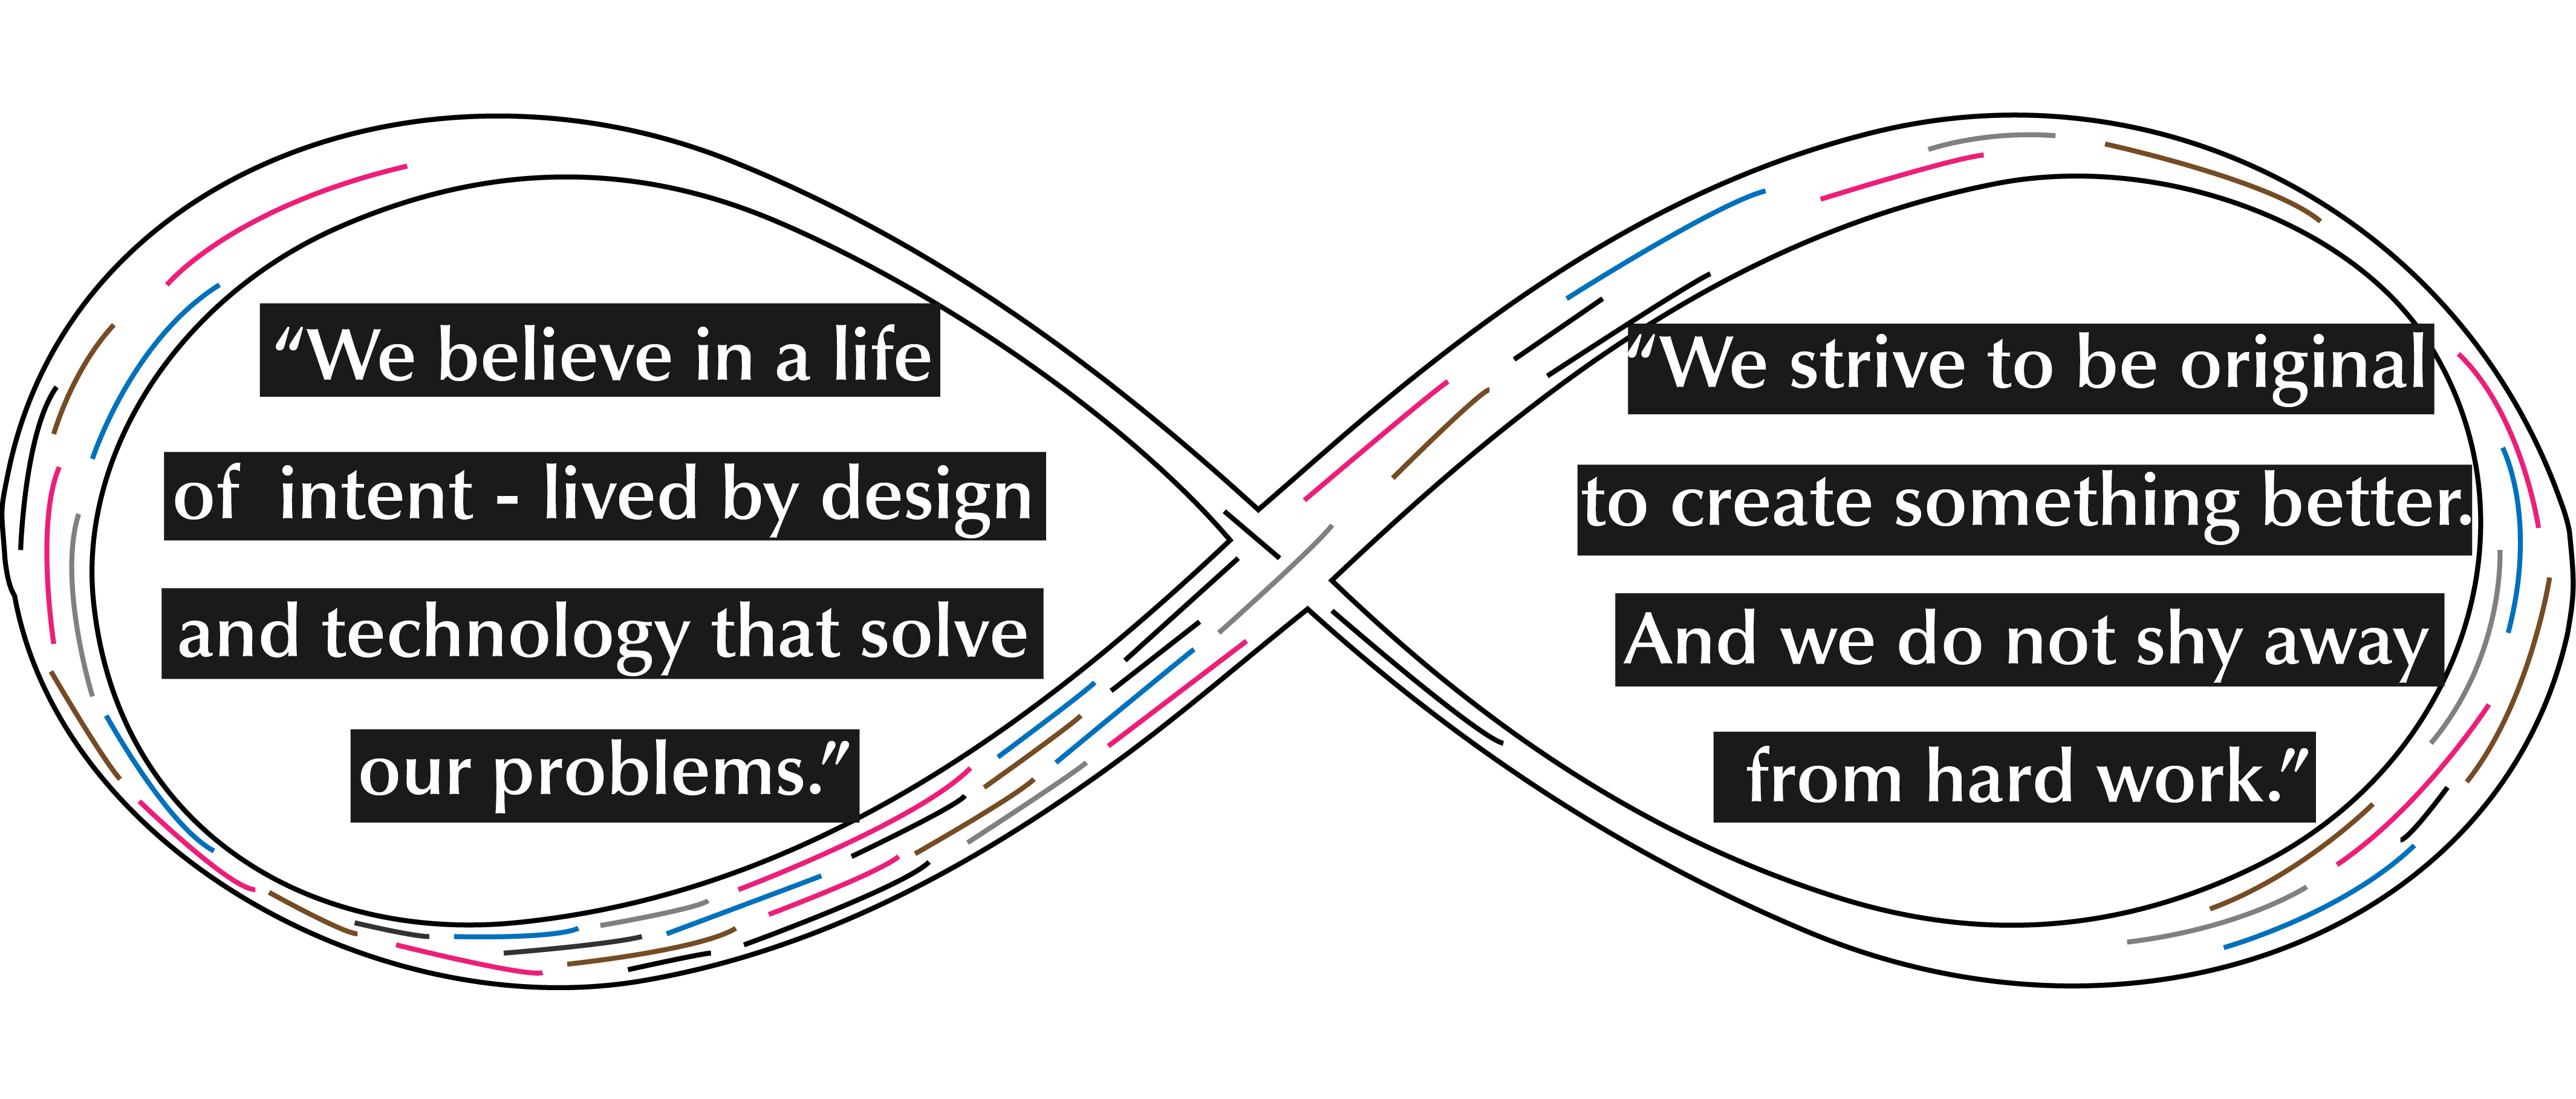 “We believe in a life
of intent - lived by design
and technology that solve
our problems.”
“We strive to be original
to create something better.
And we do not shy away
from hard work.”